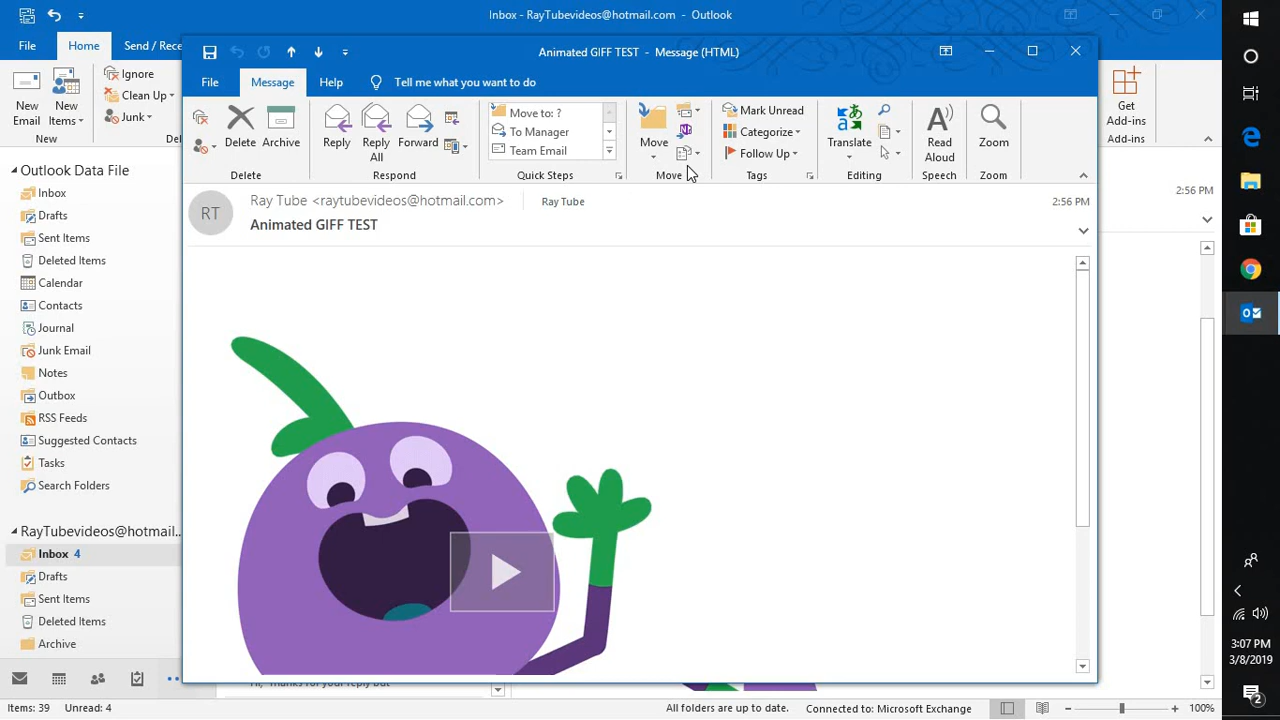 Inbox - RayTubevideos@hotmail.com - Outlook
File Home Send / Rece
Animated GIFF TEST - Message (HTML)
File Message Help Tell me what you want to do
New Email
New Items
New
Ignore
Clean Up
Junk
Delete
Archive
Delete
Reply
Reply All
Forward
Respond
Move to: ?
To Manager
Team Email
Quick Steps
Move
Move
Mark Unread
Categorize
Follow Up
Tags
Translate
Editing
Read Aloud
Speech
Zoom
Zoom
Get Add-ins
Add-ins
RT
Ray Tube <raytubevideos@hotmail.com>
Ray Tube
2:56 PM
Animated GIFF TEST
2:56 PM
Outlook Data File
Inbox
Drafts
Sent Items
Deleted Items
Calendar
Contacts
Journal
Junk Email
Notes
Outbox
RSS Feeds
Suggested Contacts
Tasks
Search Folders
RayTubevideos@hotmail...
Inbox 4
Drafts
Sent Items
Deleted Items
Archive
Hi, Thanks for your reply but
Items: 39 Unread: 4
All folders are up to date. Connected to: Microsoft Exchange
100%
3:07 PM
3/8/2019
2